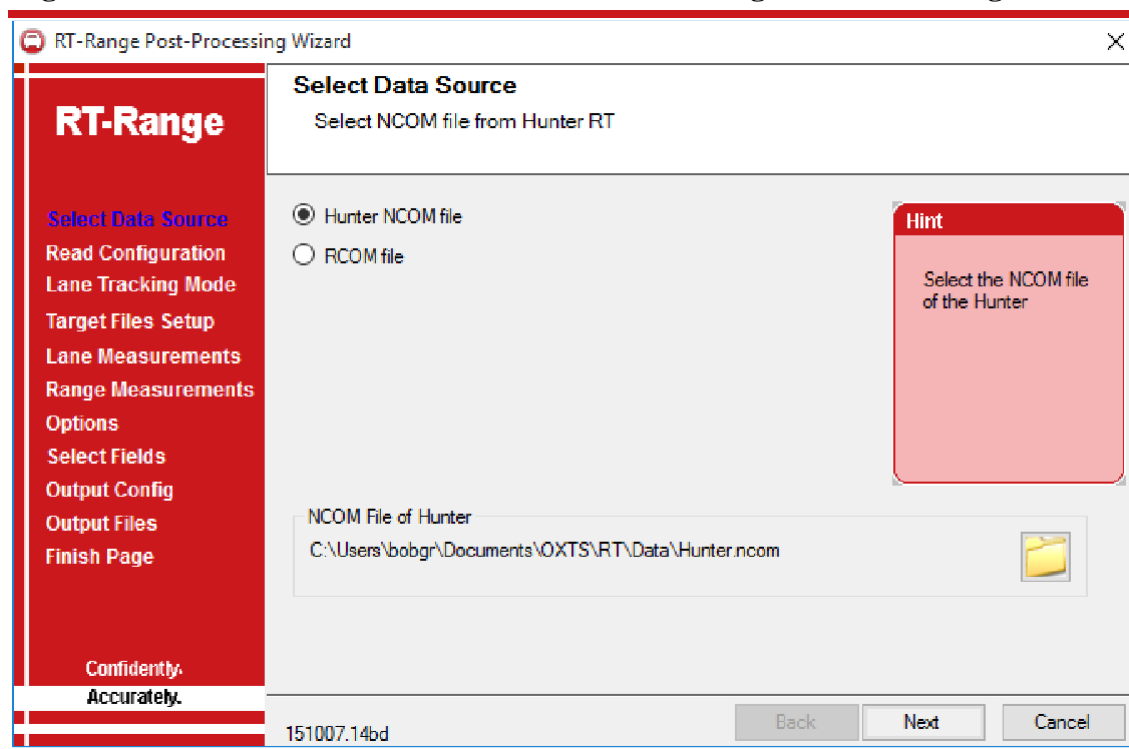 RT-Range Post-Processing Wizard
Select Data Source
Select NCOM file from Hunter RT
RT-Range
Select Data Source
Read Configuration
Lane Tracking Mode
Target Files Setup
Lane Measurements
Range Measurements
Options
Select Fields
Output Config
Output Files
Finish Page
Confidently.
Accurately.
Hunter NCOM file
RCOM file
Hint
Select the NCOM file
of the Hunter
NCOM File of Hunter
C:\Users\bobgr\Documents\OXTS\RT\Data\Hunter.ncom
151007.14bd
Back
Next
Cancel